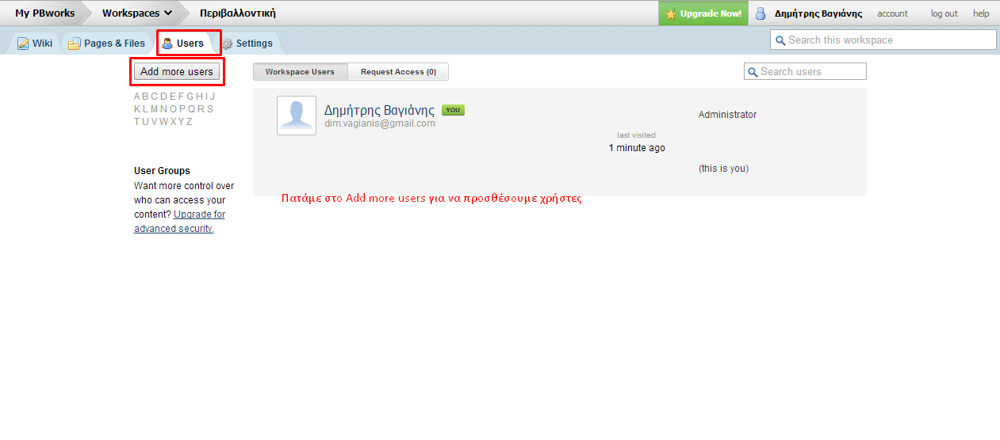 My PBworks Workspaces Περιβαλλοντική Upgrade Now! Δημήτρης Βαγιάνης account log out help
Wiki Pages & Files Users Settings Search this workspace
Add more users Workspace Users Request Access (0) Search users
A B C D E F G H I J
K L M N O P Q R S
T U V W X Y Z
Δημήτρης Βαγιάνης YOU
dim.vagianis@gmail.com
Administrator
last visited
1 minute ago
(this is you)
User Groups
Want more control over
who can access your
content? Upgrade for
advanced security.
Πατάμε στο Add more users για να προσθέσουμε χρήστες